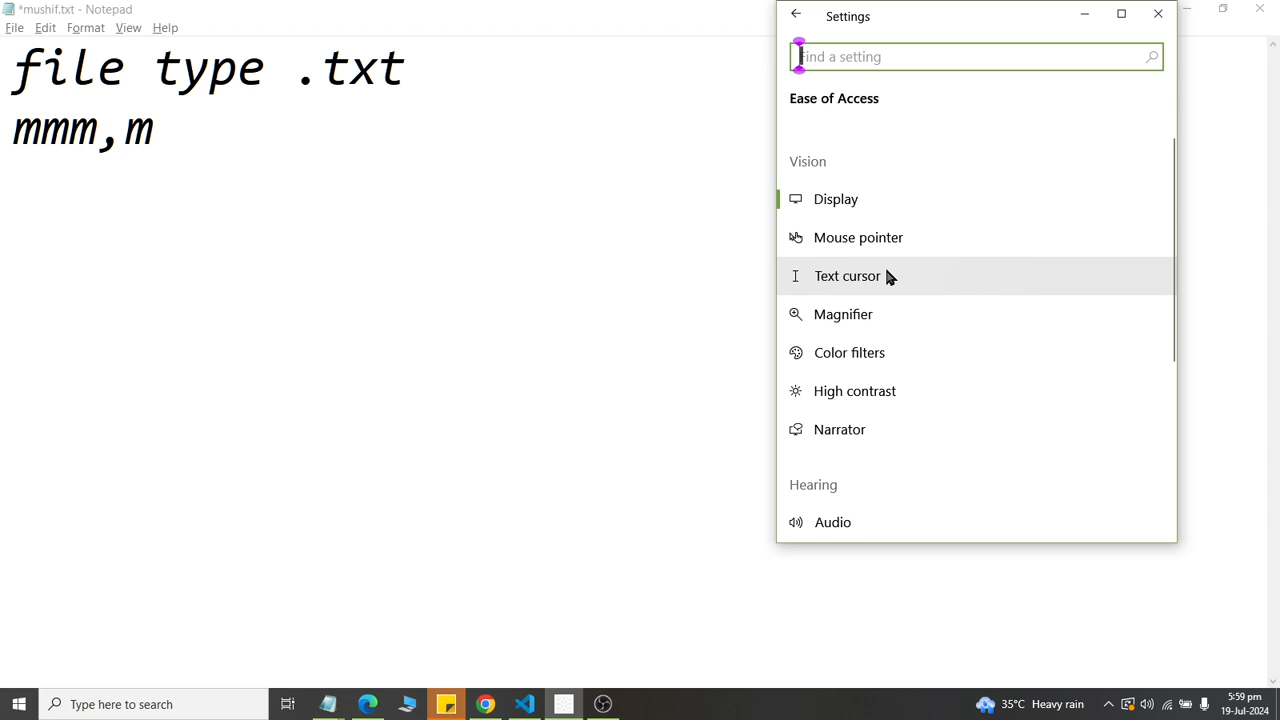 *mushif.txt - Notepad
File Edit Format View Help
file type .txt
mmm,m
Settings
Find a setting
Ease of Access
Vision
Display
Mouse pointer
Text cursor
Magnifier
Color filters
High contrast
Narrator
Hearing
Audio
Type here to search
35°C Heavy rain
5:59 pm
19-Jul-2024